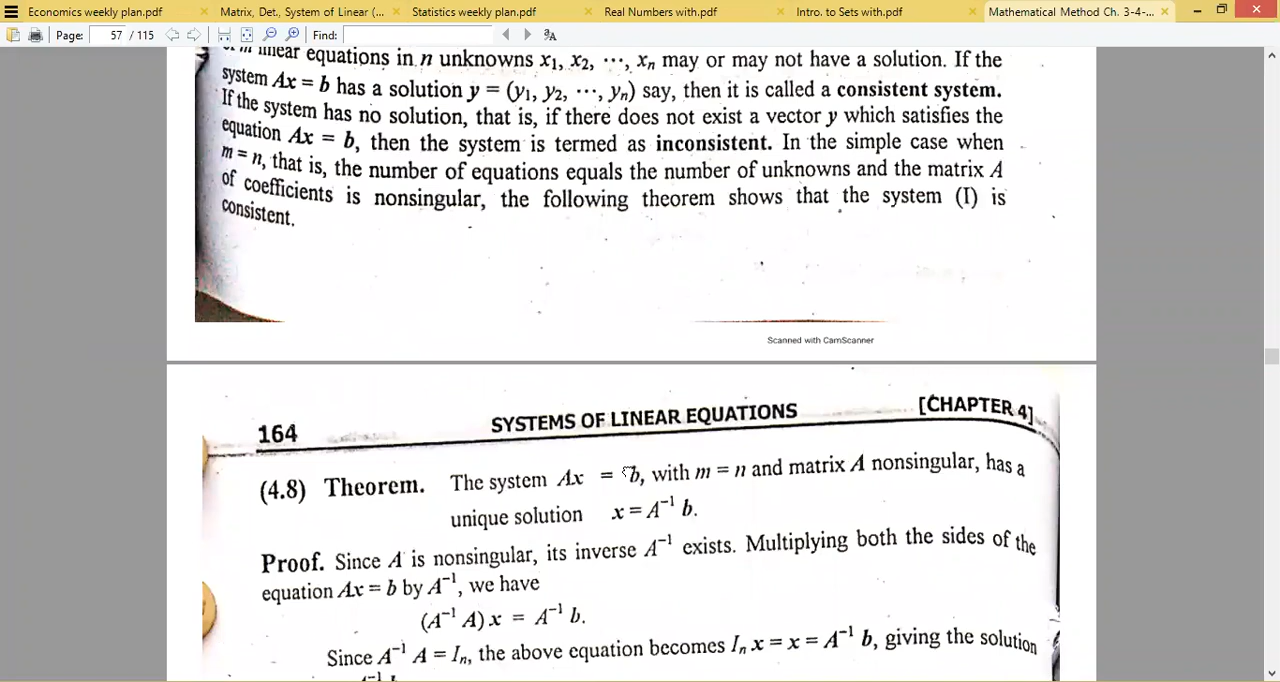 Economics weekly plan.pdf
Matrix, Det., System of Linear (...
Statistics weekly plan.pdf
Real Numbers with.pdf
Intro. to Sets with.pdf
Mathematical Method Ch. 3-4-...
Page: 57 / 115
Find:
of m linear equations in n unknowns x₁, x₂, ···, xₙ may or may not have a solution. If the
system Ax = b has a solution y = (y₁, y₂, ···, yₙ) say, then it is called a consistent system.
If the system has no solution, that is, if there does not exist a vector y which satisfies the
equation Ax = b, then the system is termed as inconsistent. In the simple case when
m = n, that is, the number of equations equals the number of unknowns and the matrix A
of coefficients is nonsingular, the following theorem shows that the system (I) is
consistent.
Scanned with CamScanner
164 SYSTEMS OF LINEAR EQUATIONS [CHAPTER 4]
(4.8) Theorem. The system Ax = b, with m = n and matrix A nonsingular, has a
unique solution x = A⁻¹ b.
Proof. Since A is nonsingular, its inverse A⁻¹ exists. Multiplying both the sides of the
equation Ax = b by A⁻¹, we have
(A⁻¹ A) x = A⁻¹ b.
Since A⁻¹ A = Iₙ, the above equation becomes Iₙ x = x = A⁻¹ b, giving the solution